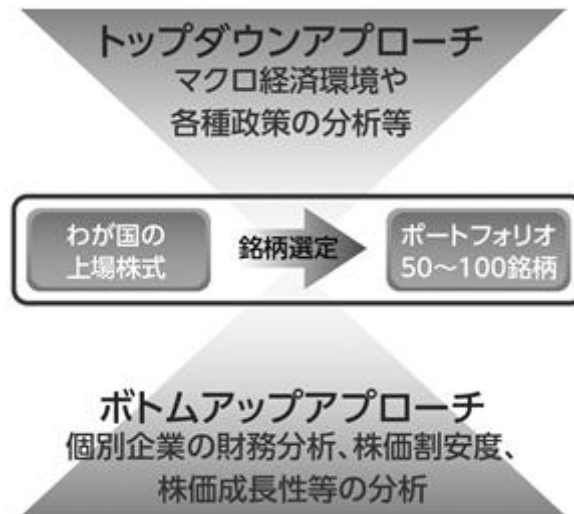 トップダウンアプローチ
マクロ経済環境や
各種政策の分析等
わが国の
上場株式
銘柄選定
ポートフォリオ
50～100銘柄
ボトムアップアプローチ
個別企業の財務分析、株価割安度、
株価成長性等の分析